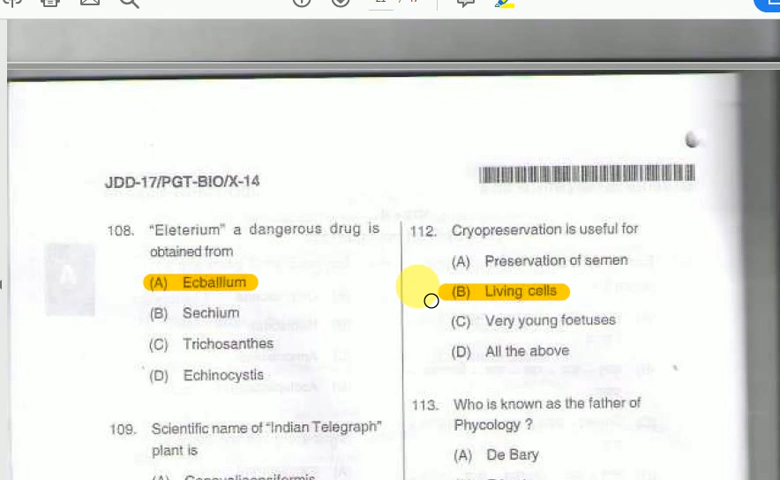 JDD-17/PGT-BIO/X-14
108. "Eleterium" a dangerous drug is
obtained from
(A) Ecballium
(B) Sechium
(C) Trichosanthes
(D) Echinocystis
109. Scientific name of "Indian Telegraph"
plant is
112. Cryopreservation is useful for
(A) Preservation of semen
(B) Living cells
(C) Very young foetuses
(D) All the above
113. Who is known as the father of
Phycology ?
(A) De Bary